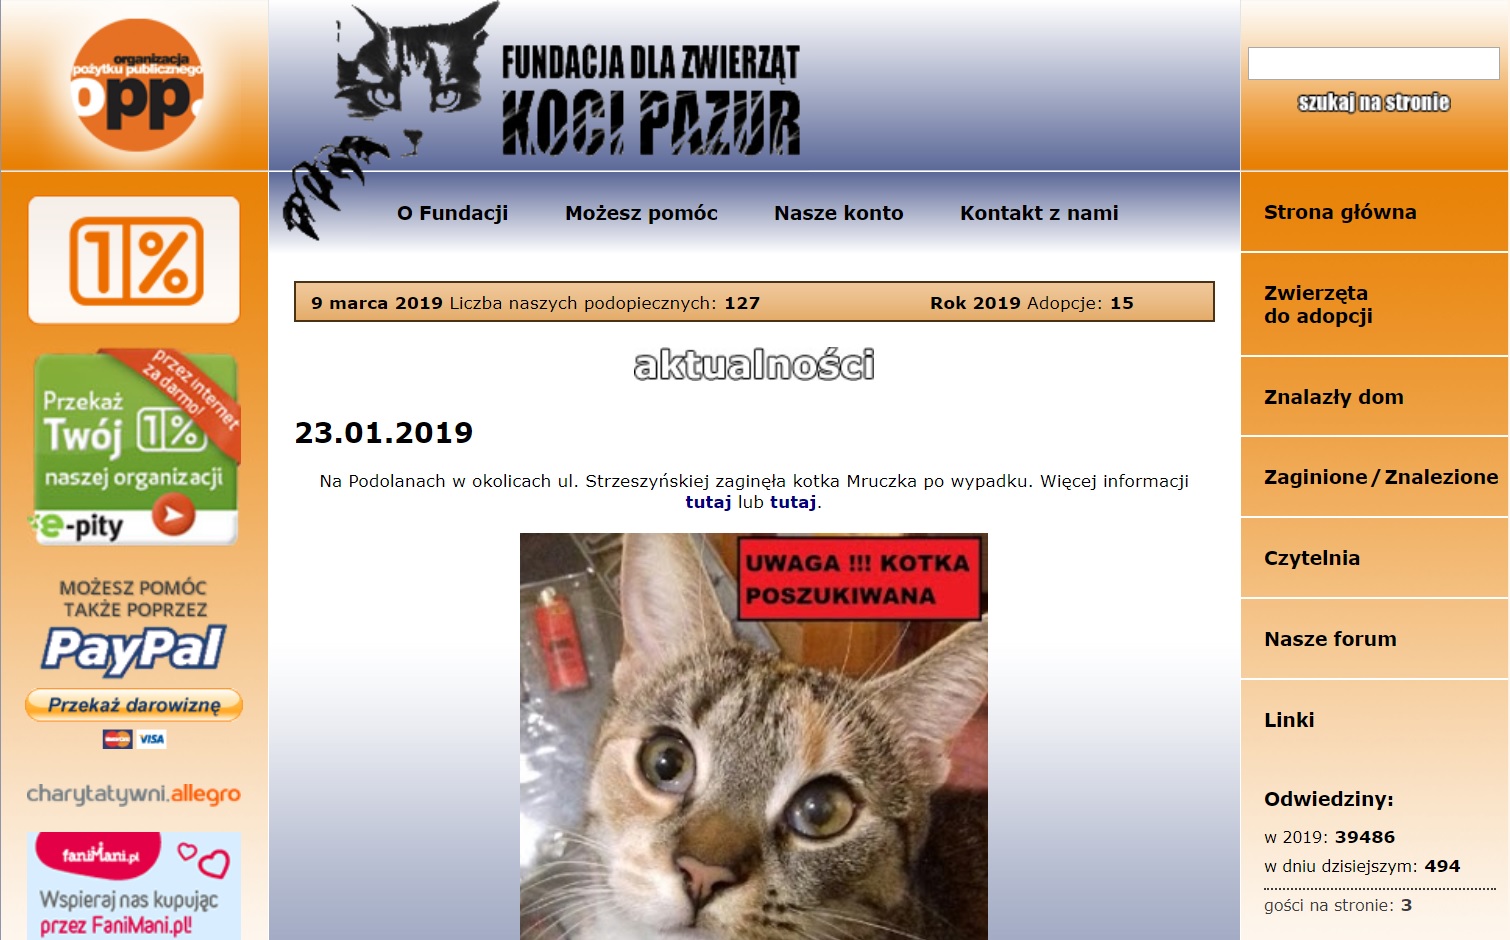 organizacja
pożytku publicznego
opp.
1%
Przekaż
Twój 1%
naszej organizacji
przez internet
za darmo!
e-pity
MOŻESZ POMÓC
TAKŻE POPRZEZ
PayPal
Przekaż darowiznę
MasterCard VISA
charytatywni.allegro
faniMani.pl
Wspieraj nas kupując
przez FaniMani.pl!
FUNDACJA DLA ZWIERZĄT
KOCI PAZUR
O Fundacji Możesz pomóc Nasze konto Kontakt z nami
9 marca 2019 Liczba naszych podopiecznych: 127 Rok 2019 Adopcje: 15
aktualności
23.01.2019
Na Podolanach w okolicach ul. Strzeszyńskiej zaginęła kotka Mruczka po wypadku. Więcej informacji
tutaj lub tutaj.
UWAGA !!! KOTKA
POSZUKIWANA
szukaj na stronie
Strona główna
Zwierzęta
do adopcji
Znalazły dom
Zaginione / Znalezione
Czytelnia
Nasze forum
Linki
Odwiedziny:
w 2019: 39486
w dniu dzisiejszym: 494
gości na stronie: 3